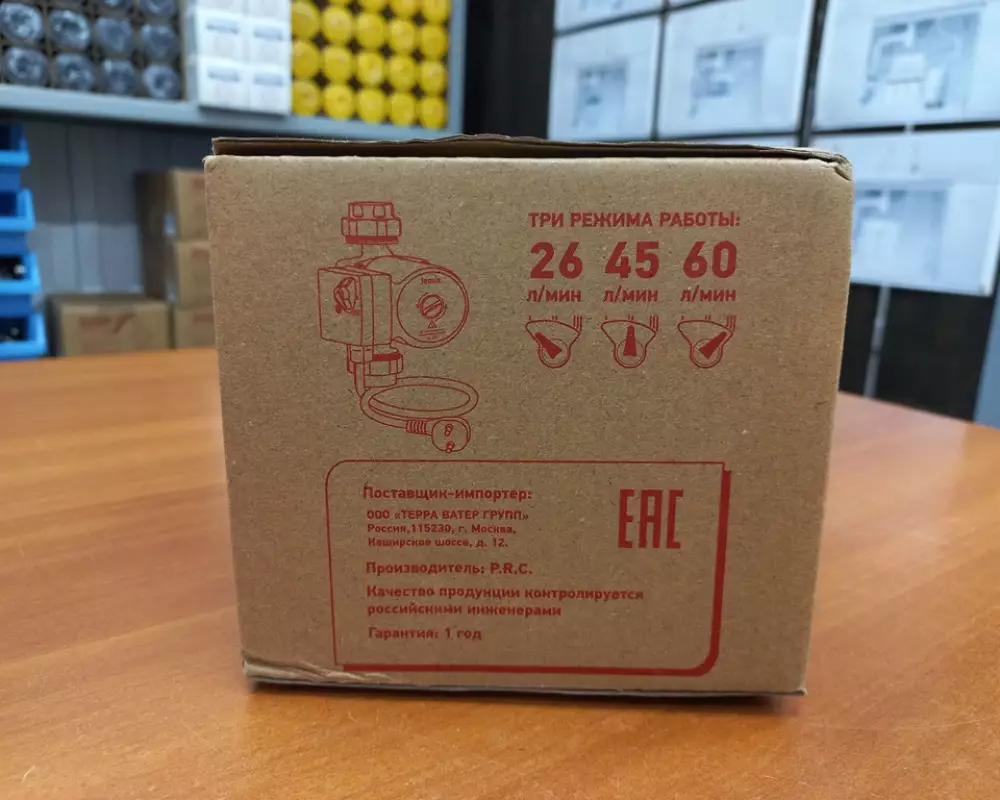 ТРИ РЕЖИМА РАБОТЫ:
26 45 60
л/мин л/мин л/мин
Jemix
Поставщик-импортер:
ООО «ТЕРРА ВАТЕР ГРУПП»
Россия,115230, г. Москва,
Каширское шоссе, д. 12.
EAC
Производитель: P.R.C.
Качество продукции контролируется
российскими инженерами
Гарантия: 1 год